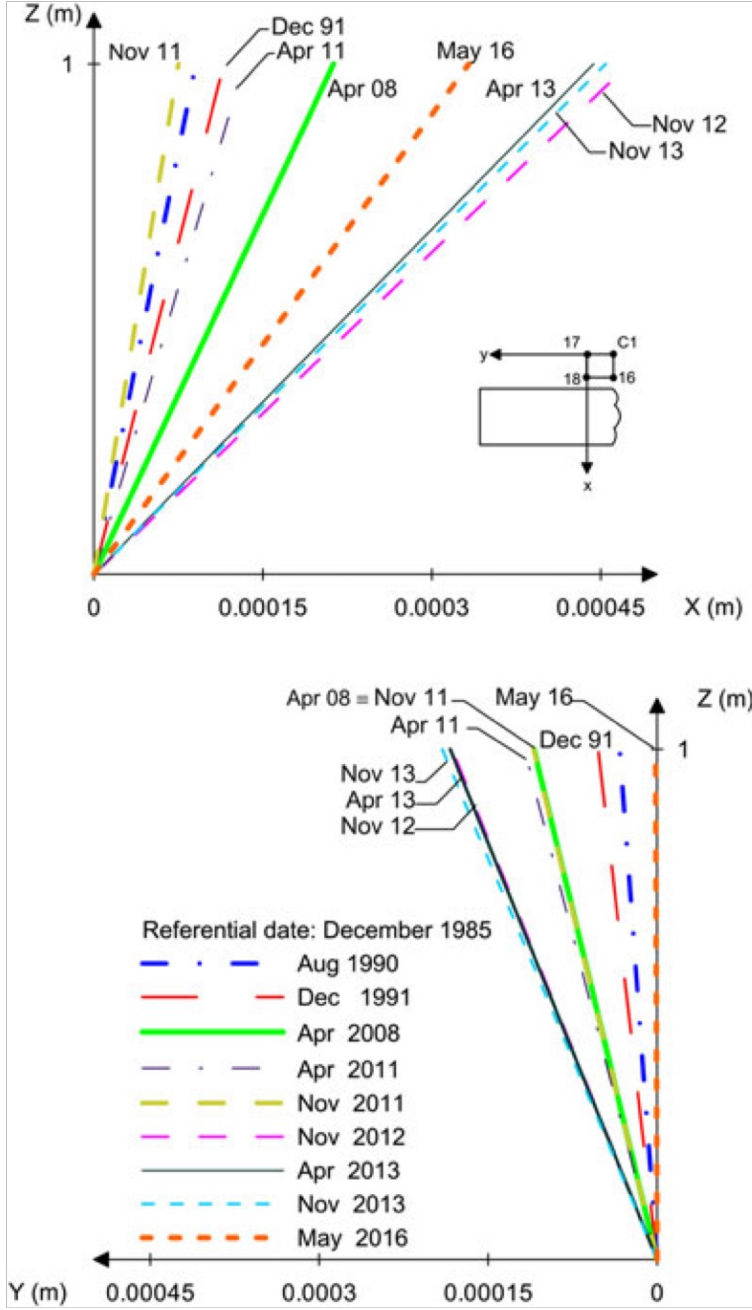 Z (m)
Dec 91
Nov 11
Apr 11
May 16
1
Apr 08
Apr 13
Nov 12
Nov 13
17
C1
y
18
16
x
0
0.00015
0.0003
0.00045
X (m)
Apr 08 ≡ Nov 11
May 16
Z (m)
Apr 11
Dec 91
1
Nov 13
Apr 13
Nov 12
Referential date: December 1985
Aug 1990
Dec 1991
Apr 2008
Apr 2011
Nov 2011
Nov 2012
Apr 2013
Nov 2013
May 2016
Y (m)
0.00045
0.0003
0.00015
0